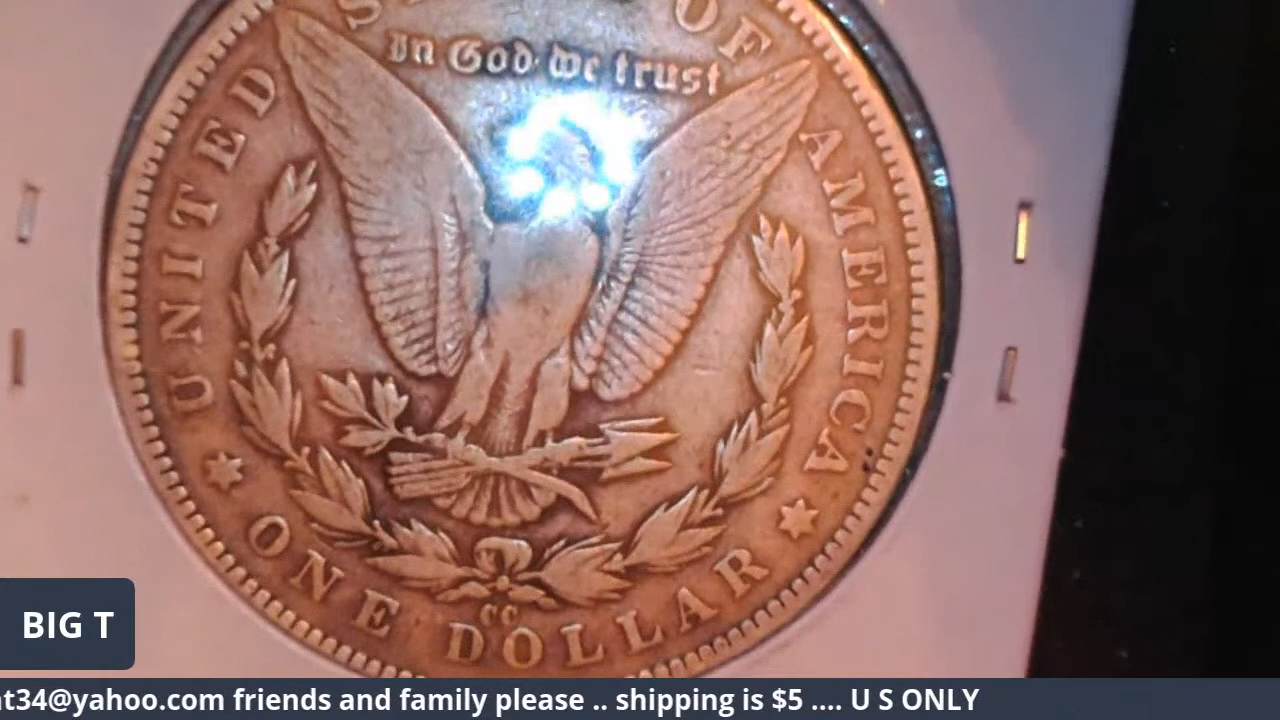 UNITED S OF AMERICA
In God we trust
CC
ONE DOLLAR
BIG T
at34@yahoo.com friends and family please .. shipping is $5 .... U S ONLY